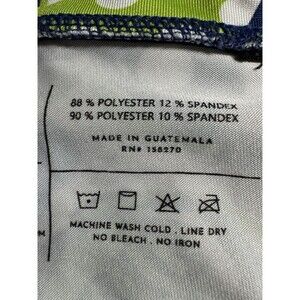 88 % POLYESTER 12 % SPANDEX
90 % POLYESTER 10 % SPANDEX
MADE IN GUATEMALA
RN# 158270
MACHINE WASH COLD . LINE DRY
NO BLEACH . NO IRON
M